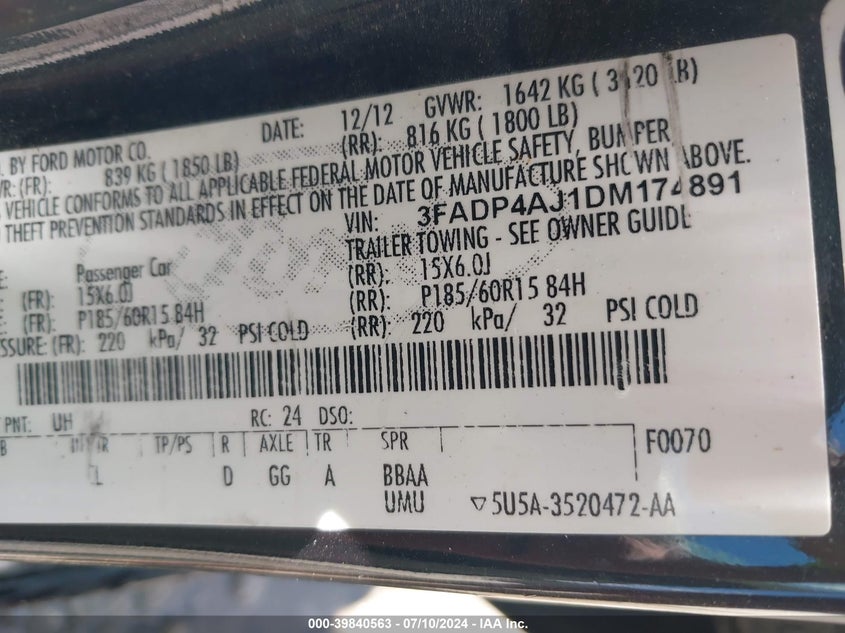 BY FORD MOTOR CO. DATE: 12/12 GVWR: 1642 KG (3620 LB)
WR: (FR): 839 KG (1850 LB) (RR): 816 KG (1800 LB)
VEHICLE CONFORMS TO ALL APPLICABLE FEDERAL MOTOR VEHICLE SAFETY, BUMPER
THEFT PREVENTION STANDARDS IN EFFECT ON THE DATE OF MANUFACTURE SHOWN ABOVE.
VIN: 3FADP4AJ1DM174891
Passenger Car TRAILER TOWING - SEE OWNER GUIDE
(FR): 15X6.0J (RR): 15X6.0J
(FR): P185/60R15 84H (RR): P185/60R15 84H
SSURE: (FR): 220 kPa/ 32 PSI COLD (RR): 220 kPa/ 32 PSI COLD
PNT: UH RC: 24 DSO:
B INT TR TP/PS R AXLE TR SPR F0070
L D GG A BBAA
UMU ▽5U5A-3520472-AA
000-39840563 — 07/10/2024 — IAA Inc.